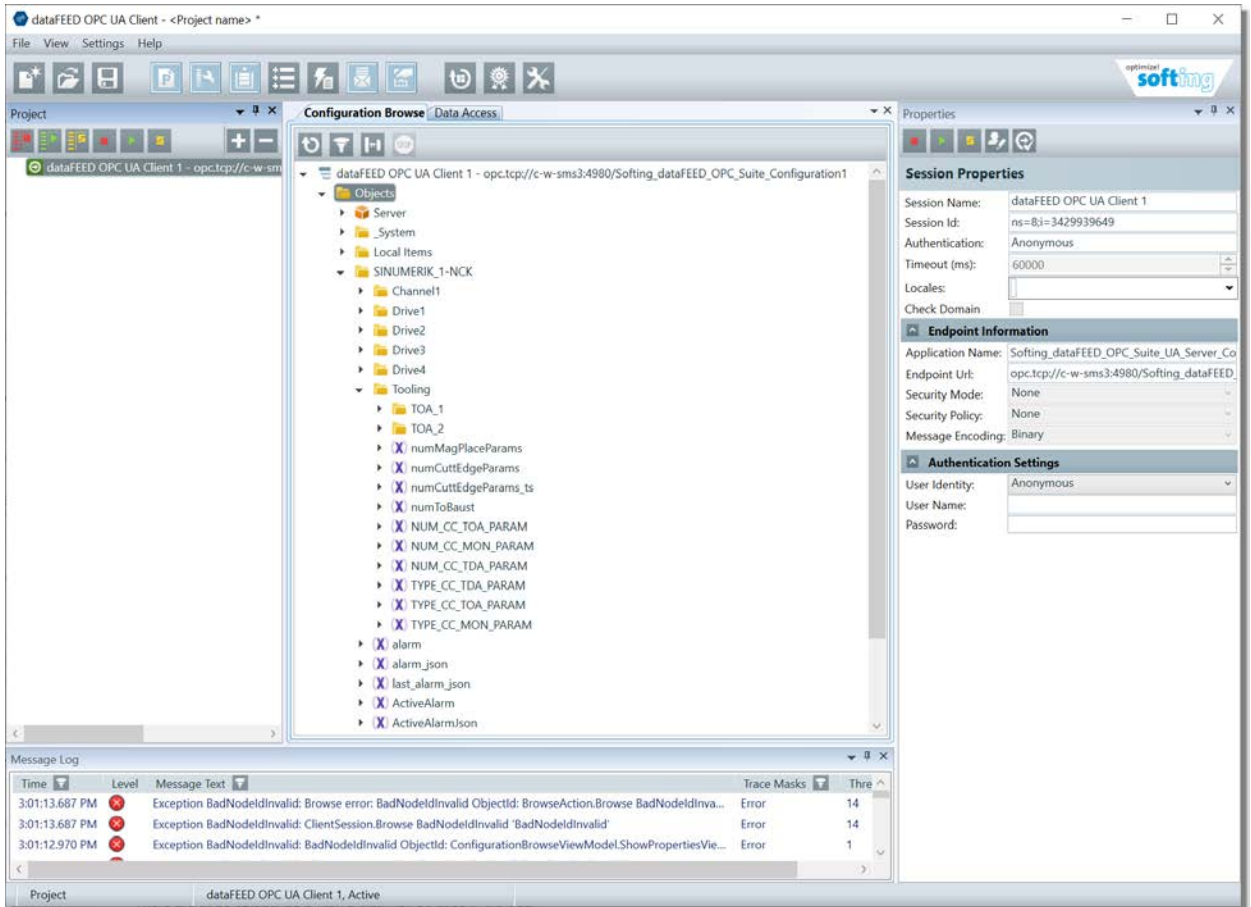 dataFEED OPC UA Client - <Project name> *
File View Settings Help
optimize!
softing
Project
dataFEED OPC UA Client 1 - opc.tcp://c-w-sm
Configuration Browse Data Access
dataFEED OPC UA Client 1 - opc.tcp://c-w-sms3:4980/Softing_dataFEED_OPC_Suite_Configuration1
Objects
Server
_System
Local Items
SINUMERIK_1-NCK
Channel1
Drive1
Drive2
Drive3
Drive4
Tooling
TOA_1
TOA_2
(X) numMagPlaceParams
(X) numCuttEdgeParams
(X) numCuttEdgeParams_ts
(X) numToBaust
(X) NUM_CC_TOA_PARAM
(X) NUM_CC_MON_PARAM
(X) NUM_CC_TDA_PARAM
(X) TYPE_CC_TDA_PARAM
(X) TYPE_CC_TOA_PARAM
(X) TYPE_CC_MON_PARAM
(X) alarm
(X) alarm_json
(X) last_alarm_json
(X) ActiveAlarm
(X) ActiveAlarmJson
Properties
Session Properties
Session Name: dataFEED OPC UA Client 1
Session Id: ns=8;i=3429939649
Authentication: Anonymous
Timeout (ms): 60000
Locales:
Check Domain
Endpoint Information
Application Name: Softing_dataFEED_OPC_Suite_UA_Server_Co
Endpoint Url: opc.tcp://c-w-sms3:4980/Softing_dataFEED_
Security Mode: None
Security Policy: None
Message Encoding: Binary
Authentication Settings
User Identity: Anonymous
User Name:
Password:
Message Log
Time Level Message Text Trace Masks Thre
3:01:13.687 PM Exception BadNodeIdInvalid: Browse error: BadNodeIdInvalid ObjectId: BrowseAction.Browse BadNodeIdInva... Error 14
3:01:13.687 PM Exception BadNodeIdInvalid: ClientSession.Browse BadNodeIdInvalid 'BadNodeIdInvalid' Error 14
3:01:12.970 PM Exception BadNodeIdInvalid: BadNodeIdInvalid ObjectId: ConfigurationBrowseViewModel.ShowPropertiesVie... Error 1
Project dataFEED OPC UA Client 1, Active